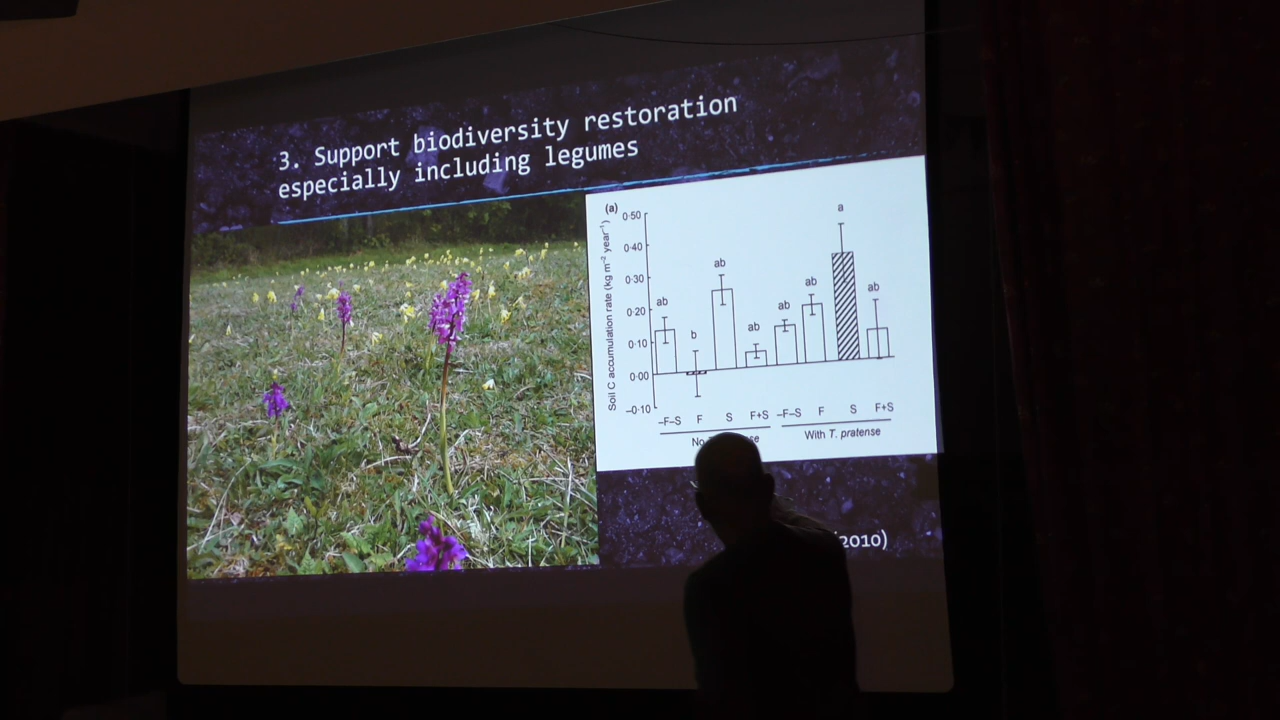 3. Support biodiversity restoration
especially including legumes
(a)
Soil C accumulation rate (kg m⁻² year⁻¹)
0·50
0·40
0·30
0·20
0·10
0·00
–0·10
ab
b
ab
ab
ab
ab
a
ab
–F–S F S F+S –F–S F S F+S
No
With T. pratense
(2010)